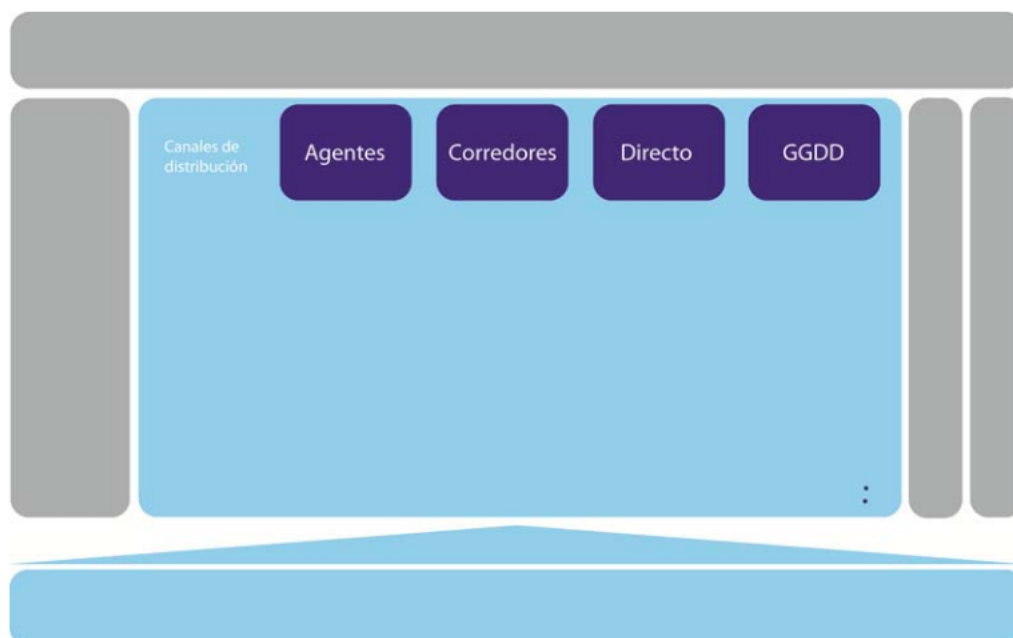 Canales de
distribución
Agentes
Corredores
Directo
GGDD
: